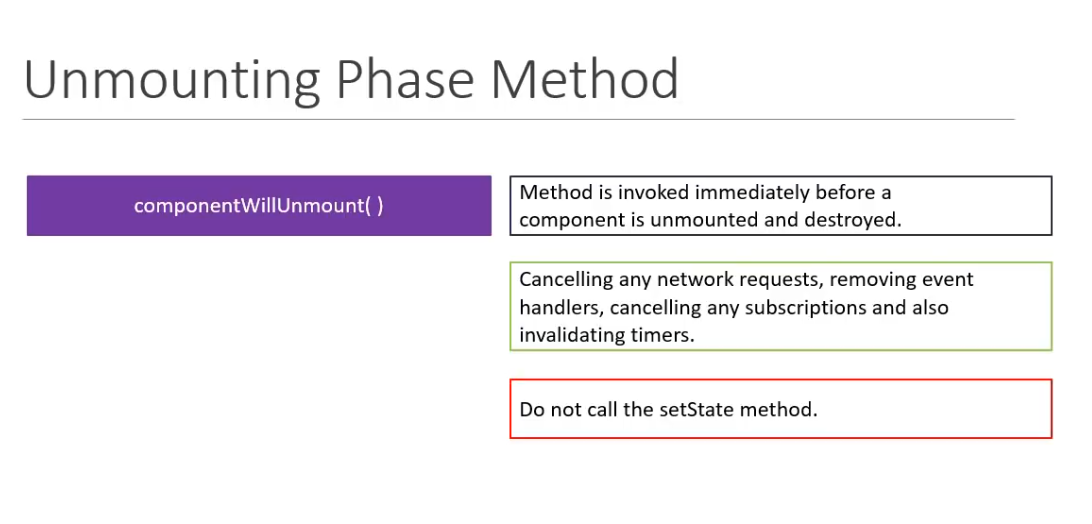 Unmounting Phase Method
componentWillUnmount( )
Method is invoked immediately before a
component is unmounted and destroyed.
Cancelling any network requests, removing event
handlers, cancelling any subscriptions and also
invalidating timers.
Do not call the setState method.